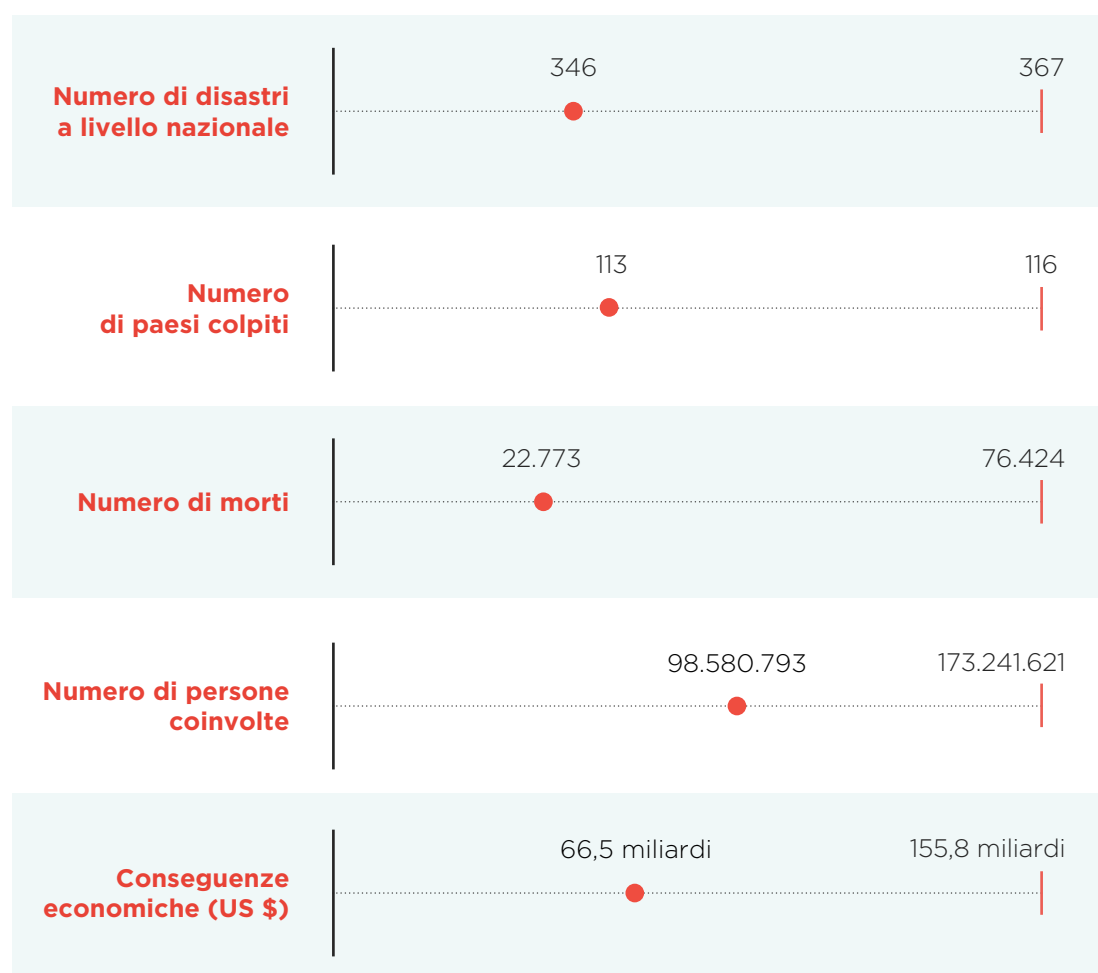 346
367
Numero di disastri
a livello nazionale
113
116
Numero
di paesi colpiti
22.773
76.424
Numero di morti
98.580.793
173.241.621
Numero di persone
coinvolte
66,5 miliardi
155,8 miliardi
Conseguenze
economiche (US $)